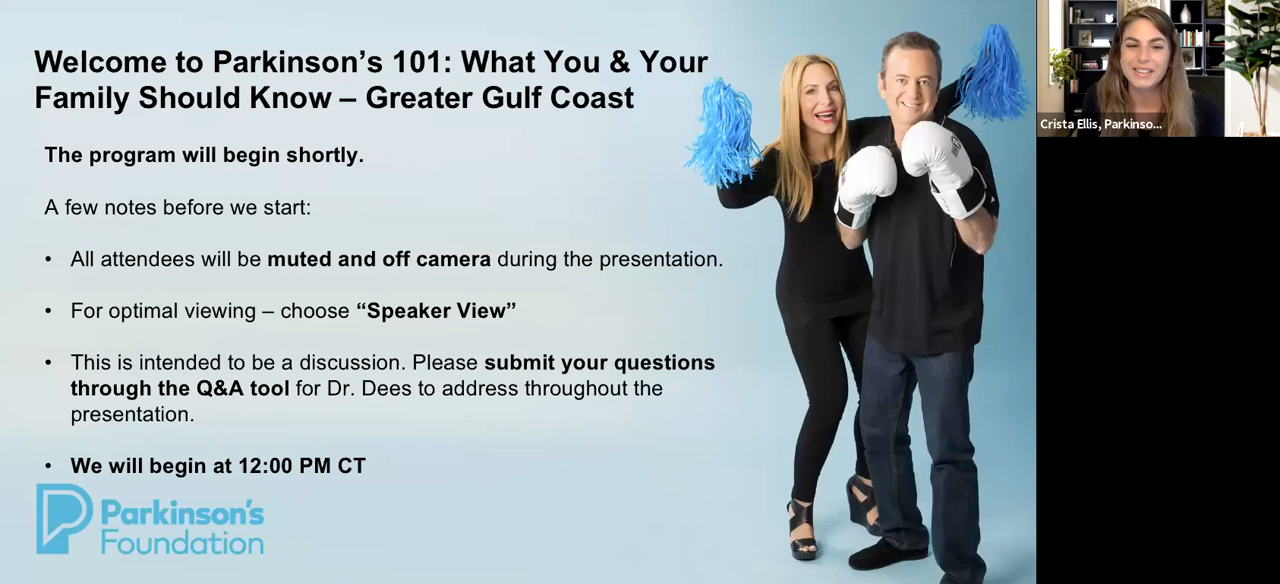 Welcome to Parkinson’s 101: What You & Your
Family Should Know – Greater Gulf Coast
The program will begin shortly.
A few notes before we start:
• All attendees will be muted and off camera during the presentation.
• For optimal viewing – choose “Speaker View”
• This is intended to be a discussion. Please submit your questions
through the Q&A tool for Dr. Dees to address throughout the
presentation.
• We will begin at 12:00 PM CT
Parkinson’s
Foundation
Crista Ellis, Parkinso...